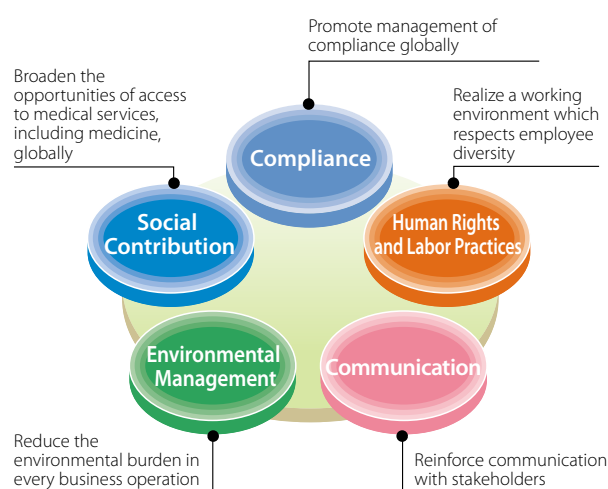 Promote management of
compliance globally
Broaden the
opportunities of access
to medical services,
including medicine,
globally
Realize a working
environment which
respects employee
diversity
Compliance
Social
Contribution
Human Rights
and Labor Practices
Environmental
Management
Communication
Reduce the
environmental burden in
every business operation
Reinforce communication
with stakeholders